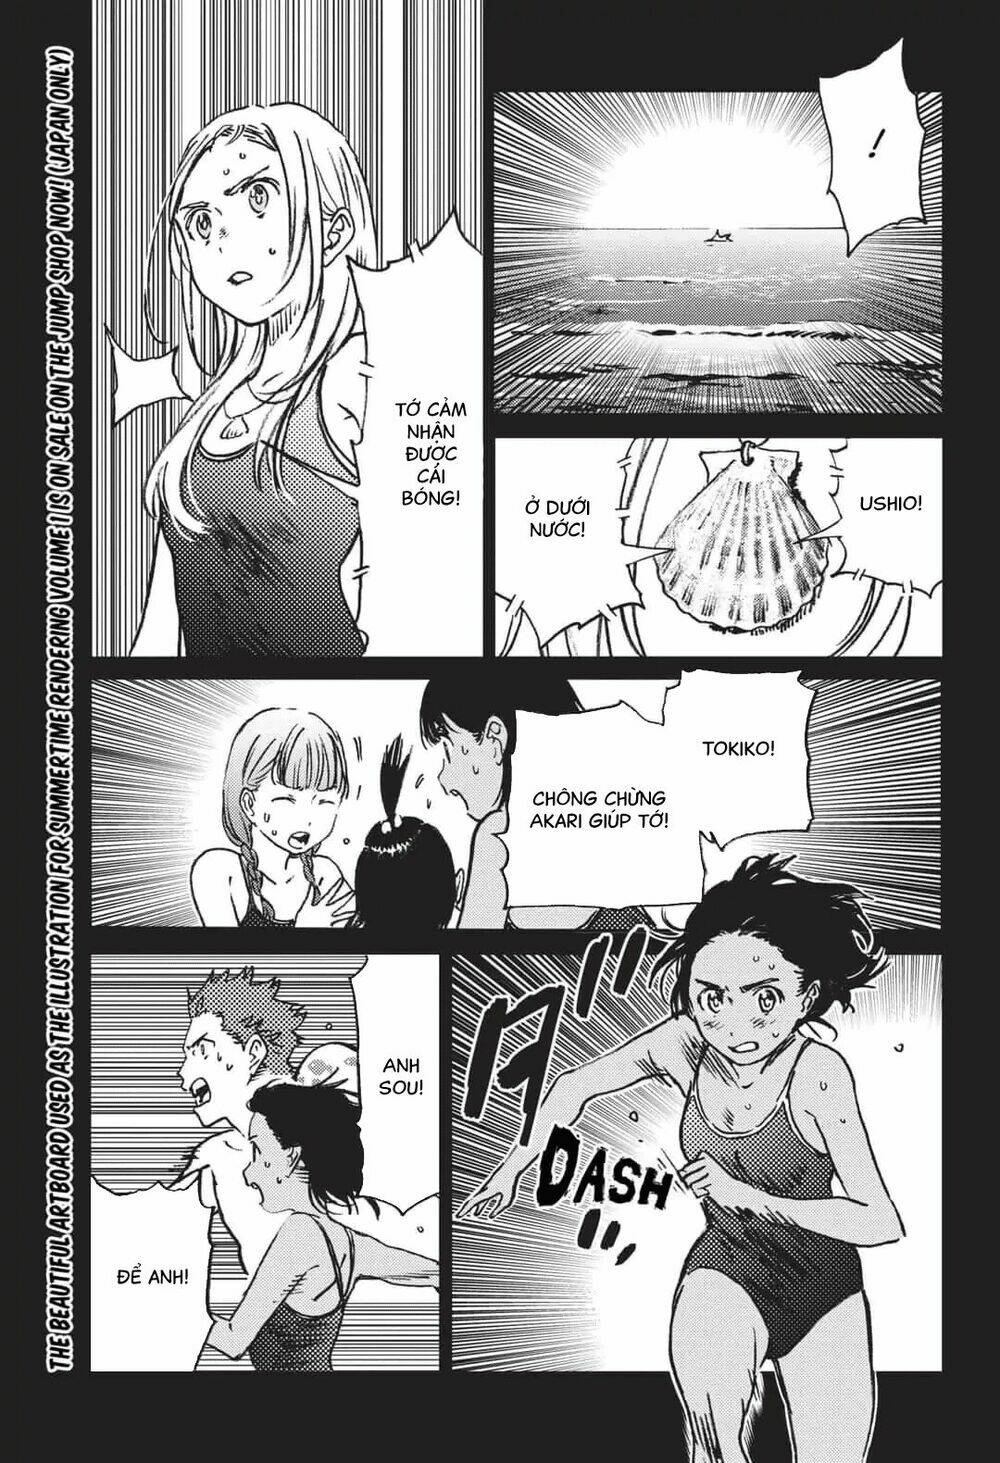 !
USHIO!
Ở DƯỚI
NƯỚC!
TỚ CẢM
NHẬN
ĐƯỢC
CÁI
BÓNG!
TOKIKO!
CHÔNG CHỪNG
AKARI GIÚP TỚ!
ダッ
DASH
ANH
SOU!
ĐỂ ANH!
THE BEAUTIFUL ARTBOARD USED AS THE ILLUSTRATION FOR SUMMERTIME RENDERING VOLUME 1 IS ON SALE ON THE JUMP SHOP NOW! (JAPAN ONLY)